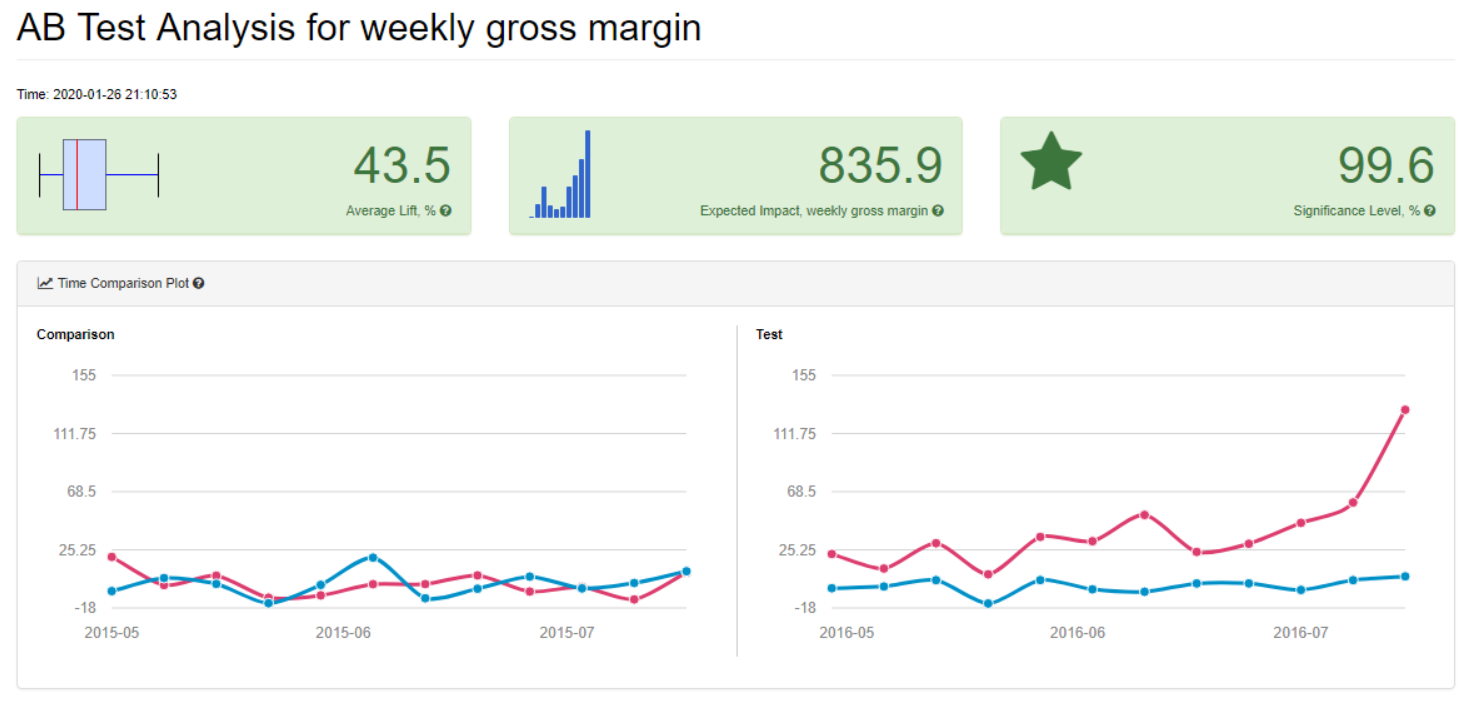 AB Test Analysis for weekly gross margin
Time: 2020-01-26 21:10:53
43.5
Average Lift, %
835.9
Expected Impact, weekly gross margin
99.6
Significance Level, %
Time Comparison Plot
Comparison
155
111.75
68.5
25.25
-18
2015-05 2015-06 2015-07
Test
155
111.75
68.5
25.25
-18
2016-05 2016-06 2016-07